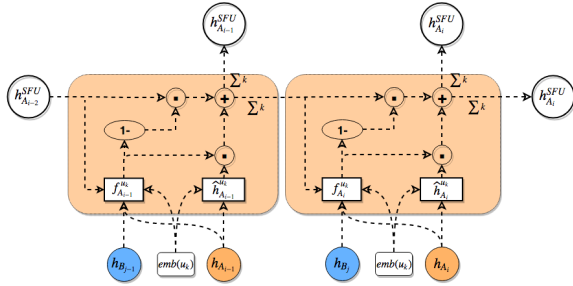 h^{SFU}_{A_{i-1}} h^{SFU}_{A_i}
∑^k ∑^k
h^{SFU}_{A_{i-2}} · + · + h^{SFU}_{A_i}
∑^k ∑^k
1- 1-
· ·
f^{u_k}_{A_{i-1}} ĥ^{u_k}_{A_{i-1}} f^{u_k}_{A_i} ĥ^{u_k}_{A_i}
h_{B_{j-1}} emb(u_k) h_{A_{i-1}} h_{B_j} emb(u_k) h_{A_i}